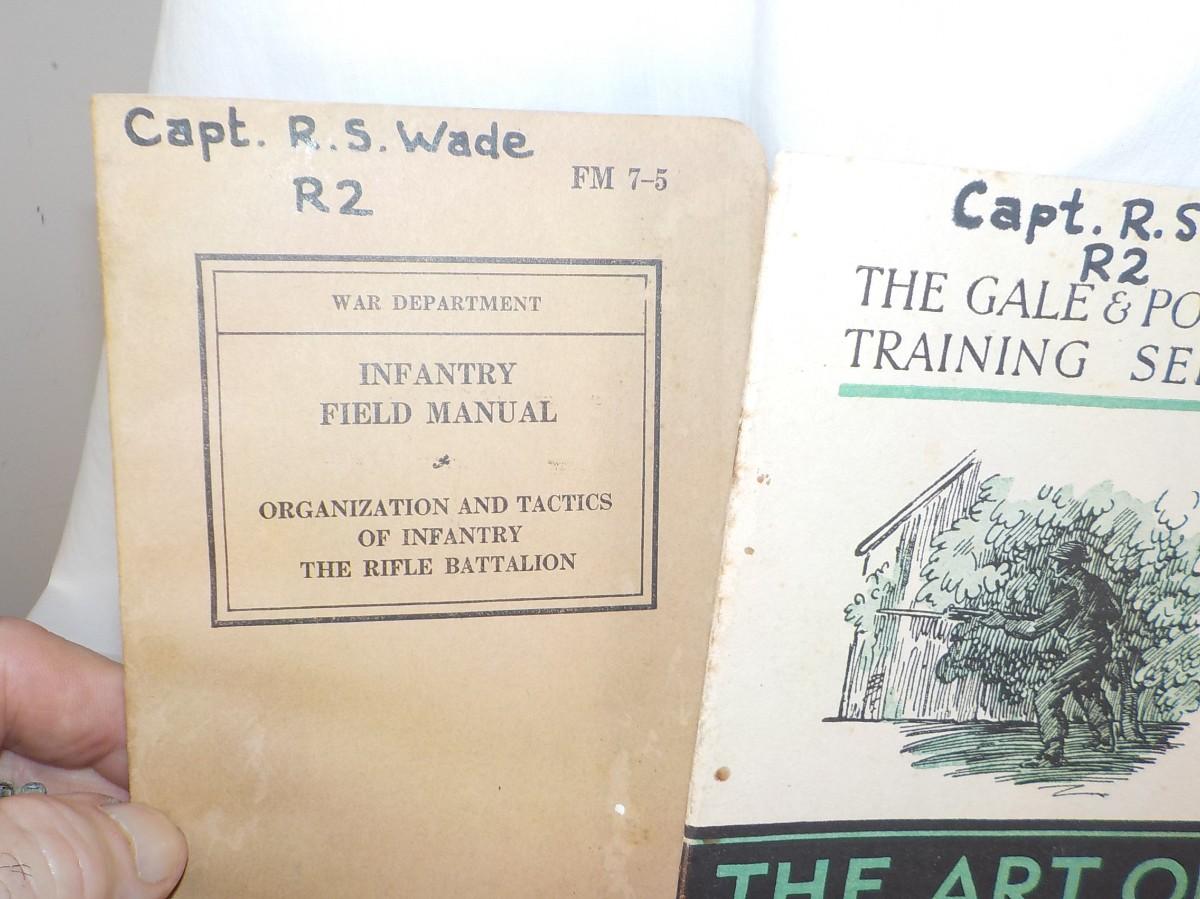 Capt. R.S. Wade
R2
FM 7-5
WAR DEPARTMENT
INFANTRY
FIELD MANUAL
ORGANIZATION AND TACTICS
OF INFANTRY
THE RIFLE BATTALION
Capt. R.S
R2
THE GALE & PO
TRAINING SE
THE ART O